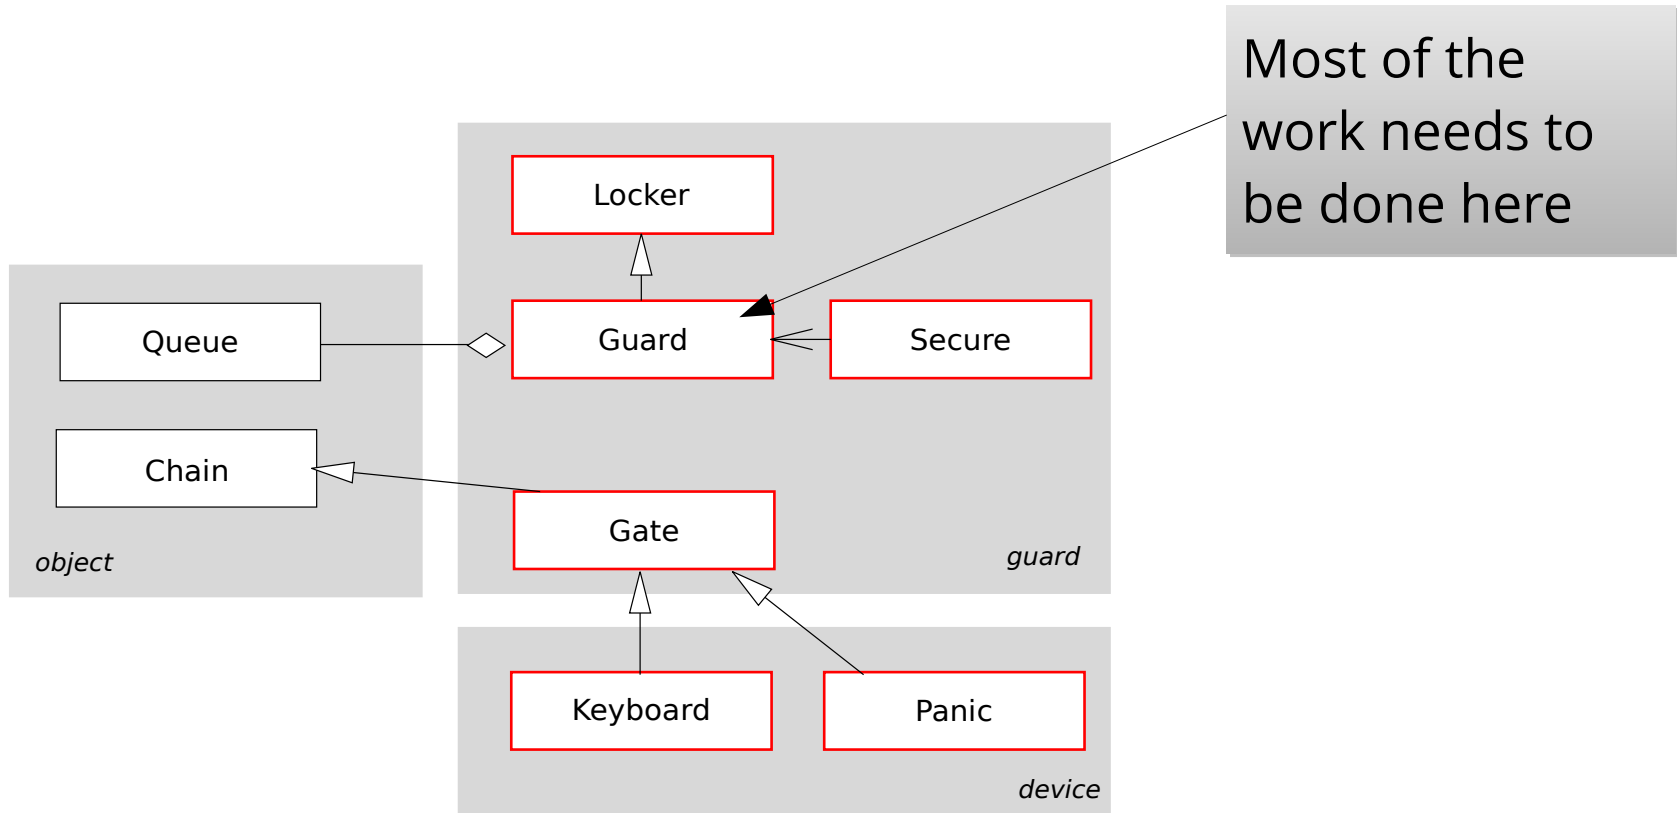 Most of the
work needs to
be done here
Locker
Queue
Guard
Secure
Chain
Gate
object
guard
Keyboard
Panic
device